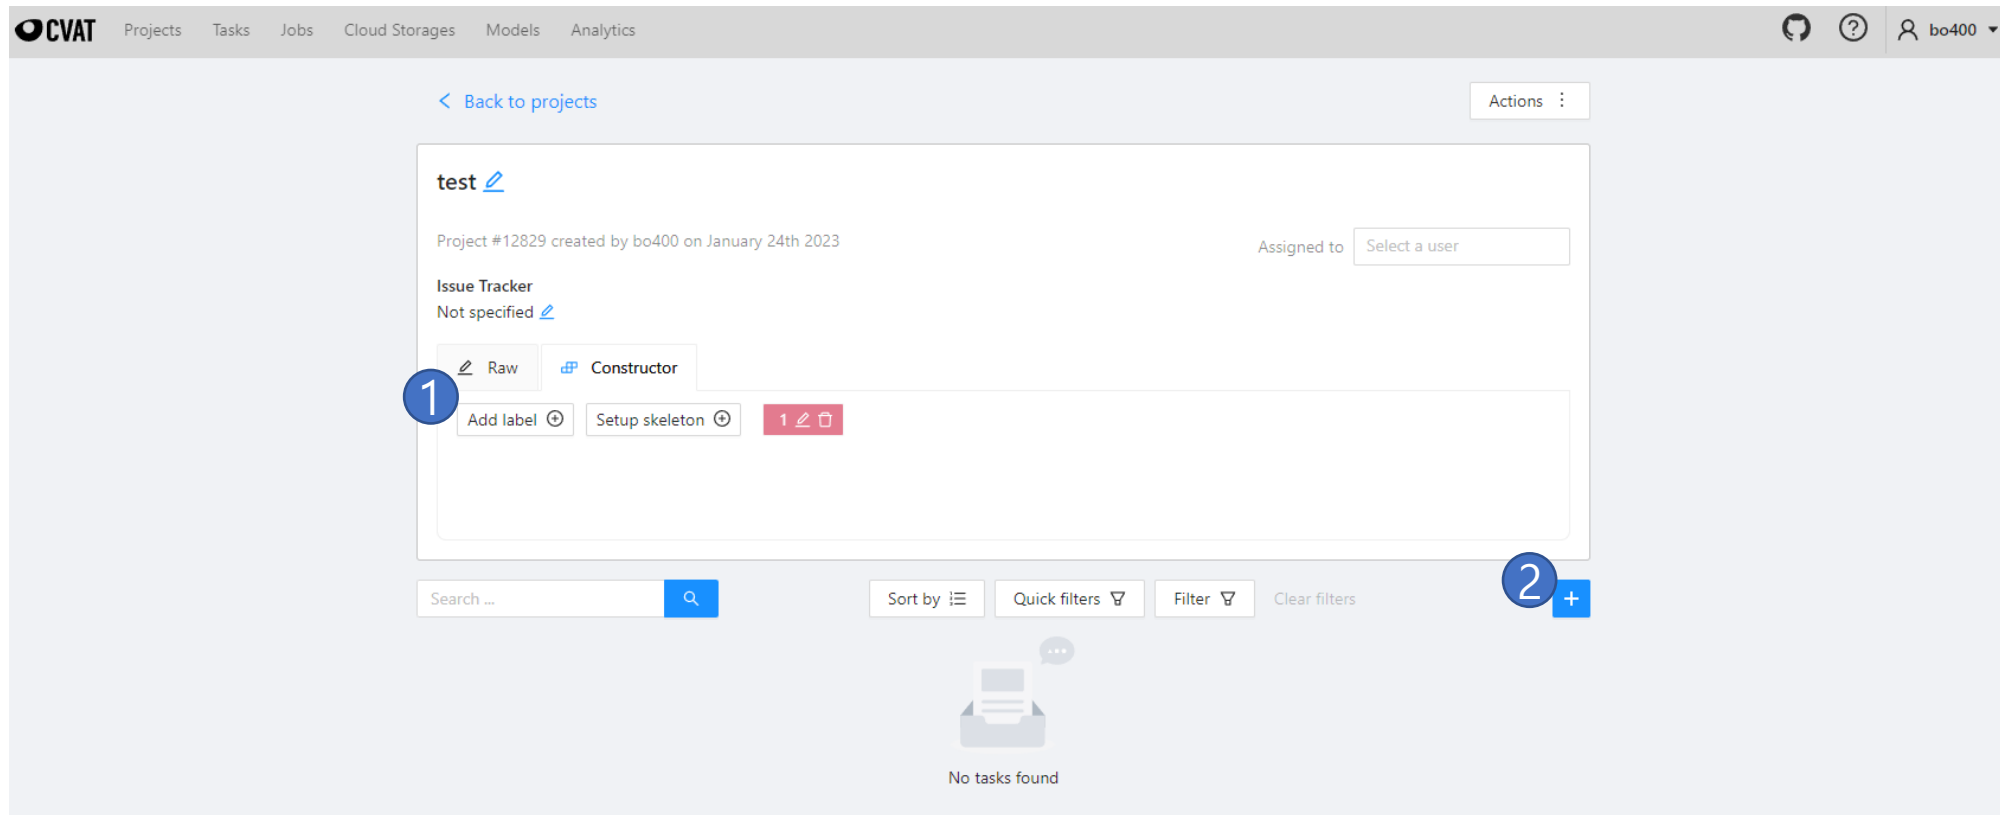 CVAT Projects Tasks Jobs Cloud Storages Models Analytics bo400
Back to projects Actions
test
Project #12829 created by bo400 on January 24th 2023
Assigned to Select a user
Issue Tracker
Not specified
Raw Constructor
1
Add label Setup skeleton 1
2
Search ... Sort by Quick filters Filter Clear filters +
No tasks found